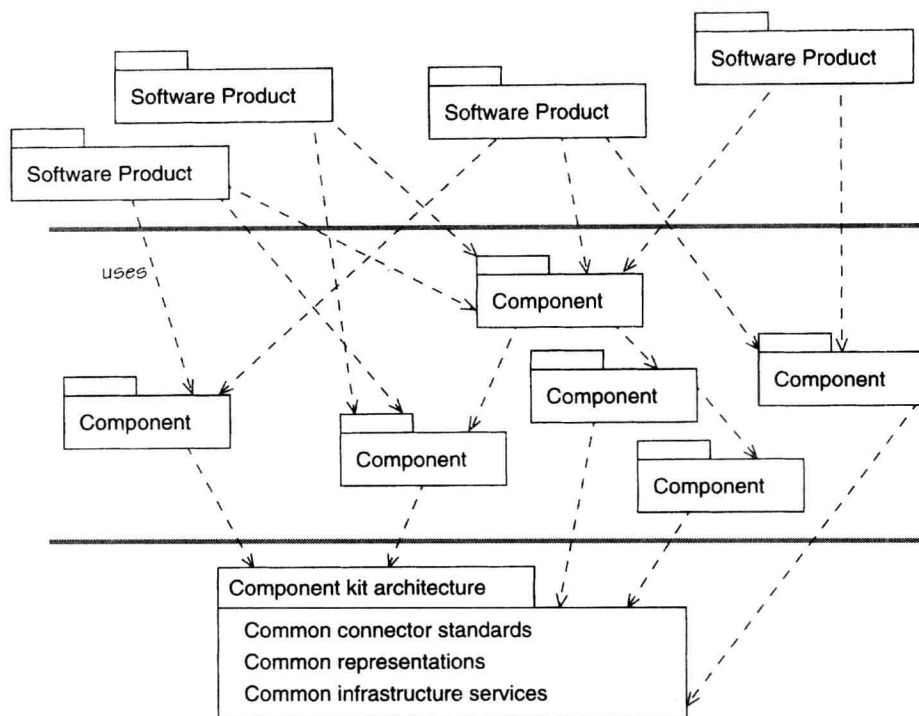 Software Product
Software Product
Software Product
Software Product
uses
Component
Component
Component
Component
Component
Component
Component kit architecture
Common connector standards
Common representations
Common infrastructure services